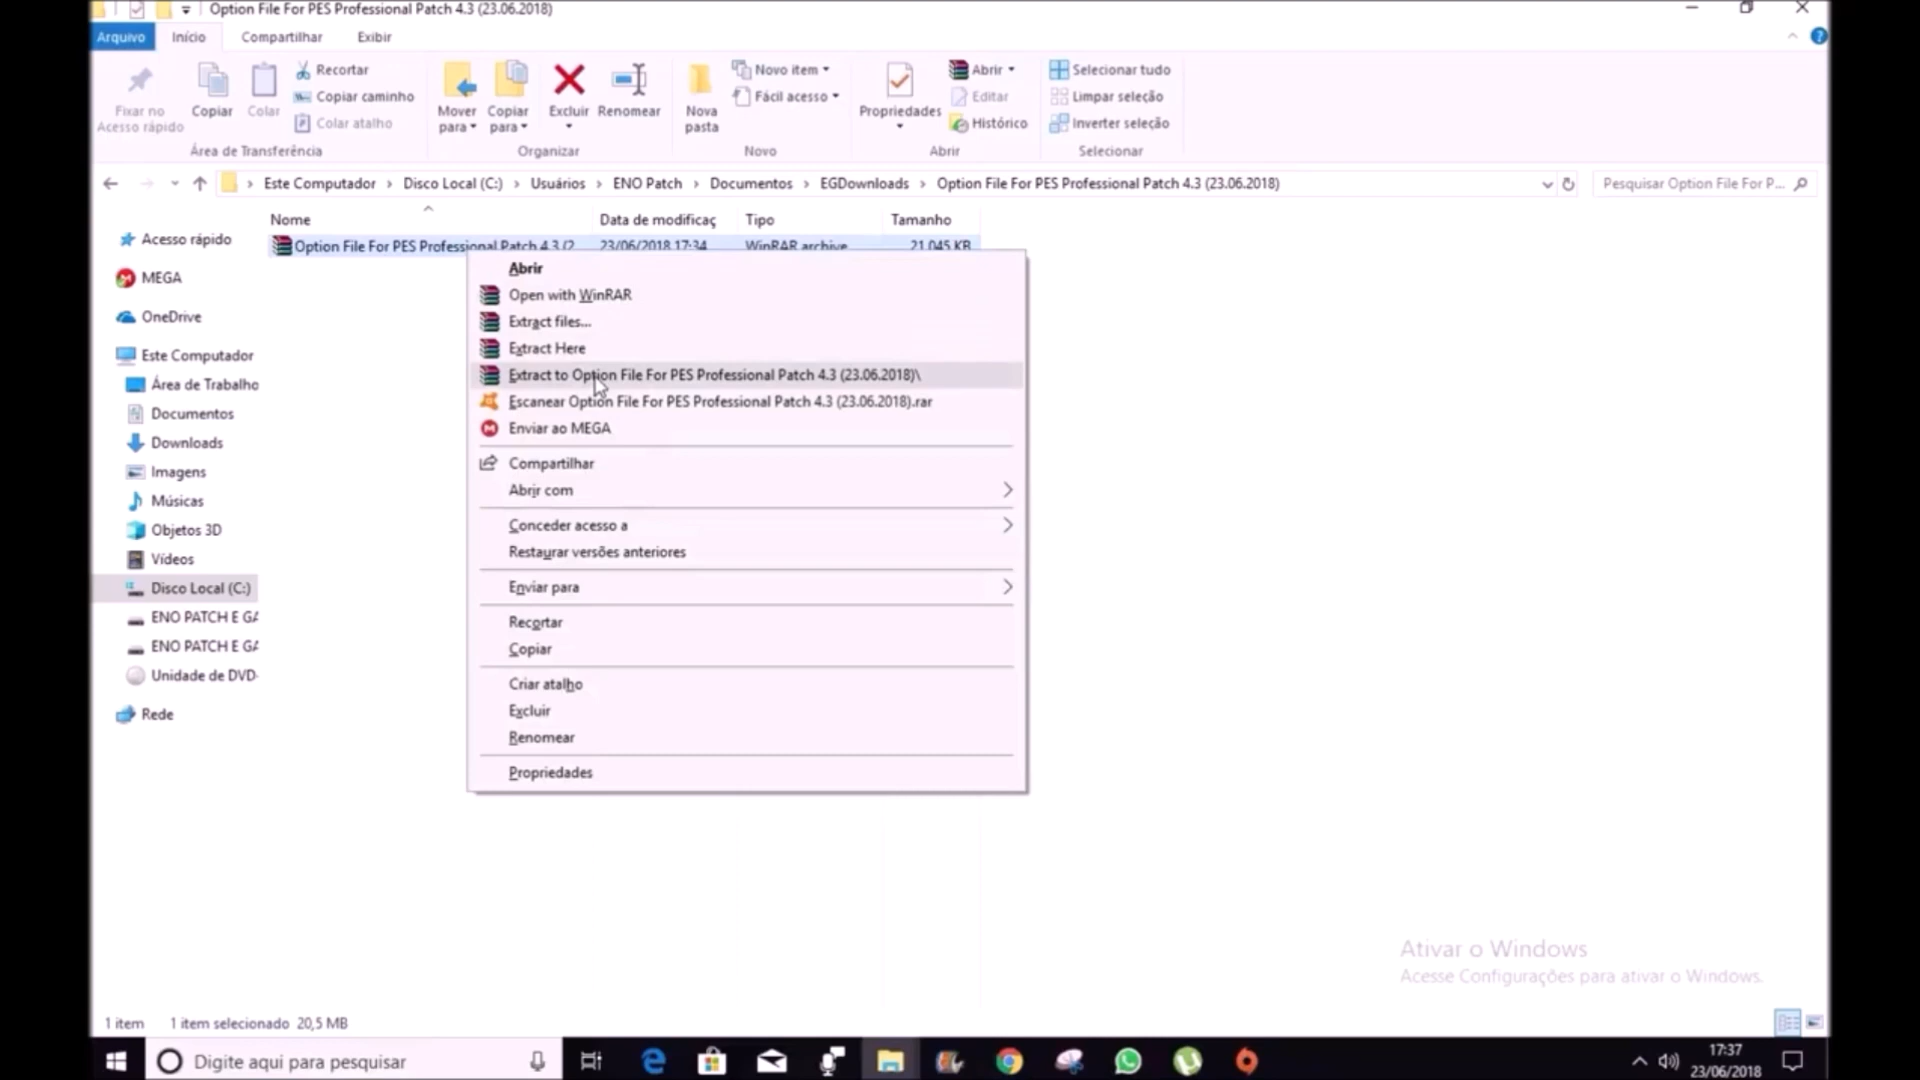 Option File For PES Professional Patch 4.3 (23.06.2018)
Arquivo Início Compartilhar Exibir
Fixar no Acesso rápido
Copiar
Colar
Recortar
Copiar caminho
Colar atalho
Área de Transferência
Mover para
Copiar para
Excluir
Renomear
Organizar
Nova pasta
Novo item
Fácil acesso
Novo
Propriedades
Abrir
Editar
Histórico
Abrir
Selecionar tudo
Limpar seleção
Inverter seleção
Selecionar
Este Computador > Disco Local (C:) > Usuários > ENO Patch > Documentos > EGDownloads > Option File For PES Professional Patch 4.3 (23.06.2018)
Pesquisar Option File For P...
Nome Data de modificaç Tipo Tamanho
Option File For PES Professional Patch 4.3 (2 23/06/2018 17:34 WinRAR archive 21.045 KB
Acesso rápido
MEGA
OneDrive
Este Computador
Área de Trabalho
Documentos
Downloads
Imagens
Músicas
Objetos 3D
Vídeos
Disco Local (C:)
ENO PATCH E GA
ENO PATCH E GA
Unidade de DVD-
Rede
Abrir
Open with WinRAR
Extract files...
Extract Here
Extract to Option File For PES Professional Patch 4.3 (23.06.2018)\
Escanear Option File For PES Professional Patch 4.3 (23.06.2018).rar
Enviar ao MEGA
Compartilhar
Abrir com
Conceder acesso a
Restaurar versões anteriores
Enviar para
Recortar
Copiar
Criar atalho
Excluir
Renomear
Propriedades
Ativar o Windows
Acesse Configurações para ativar o Windows.
1 item 1 item selecionado 20,5 MB
Digite aqui para pesquisar
17:37
23/06/2018